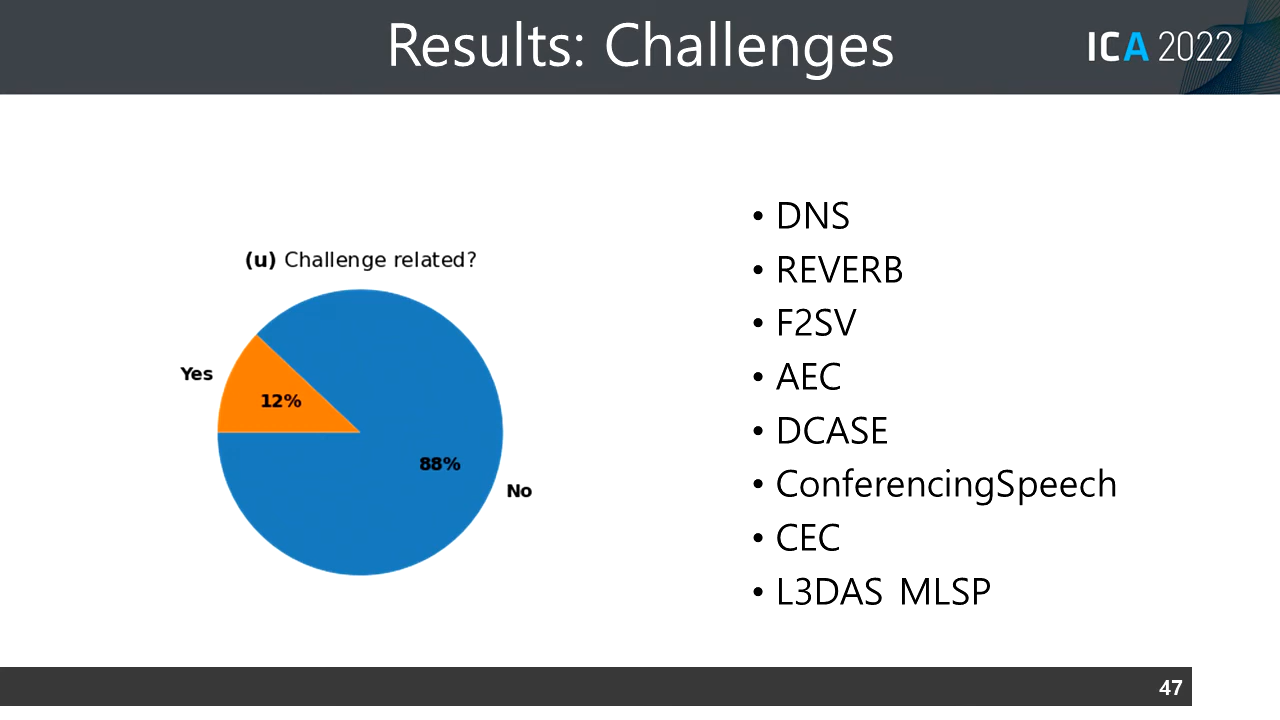 Results: Challenges
ICA 2022
(u) Challenge related?
Yes
12%
88%
No
• DNS
• REVERB
• F2SV
• AEC
• DCASE
• ConferencingSpeech
• CEC
• L3DAS MLSP
47